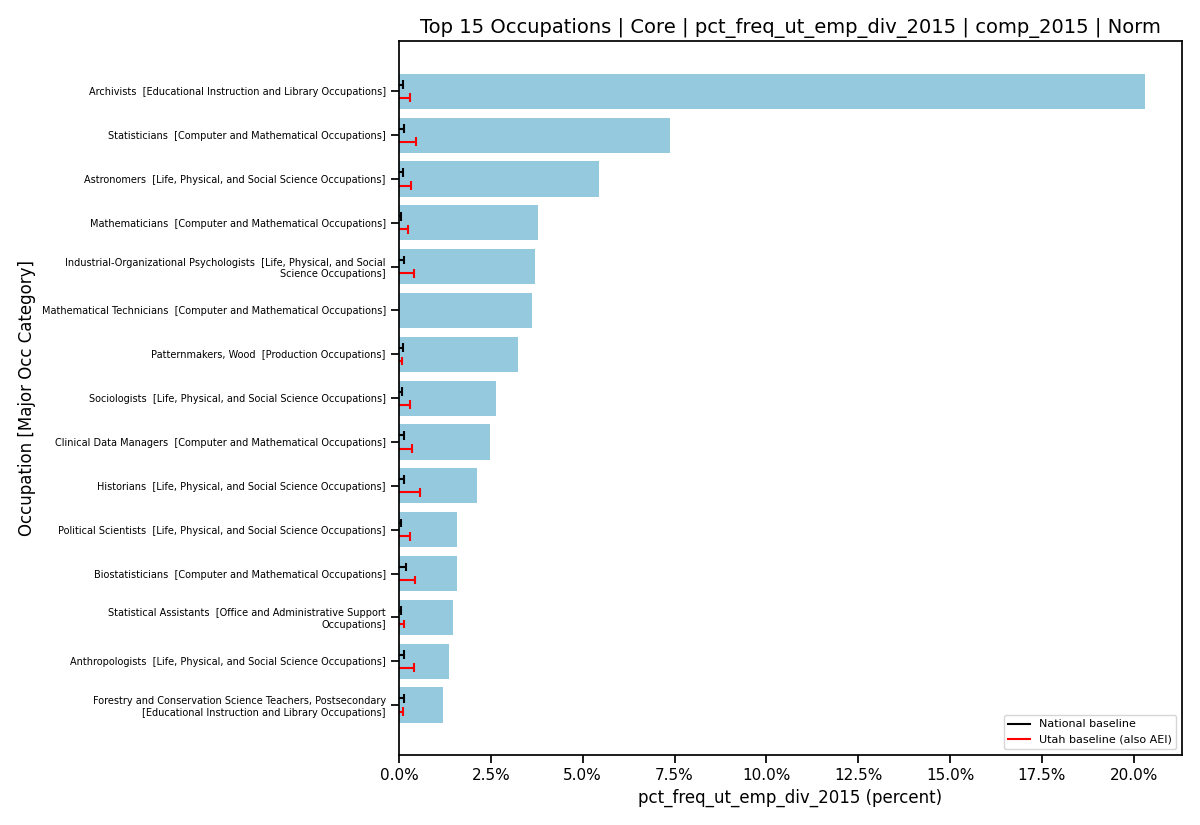 Top 15 Occupations | Core | pct_freq_ut_emp_div_2015 | comp_2015 | Norm
Occupation [Major Occ Category]
Archivists [Educational Instruction and Library Occupations]
Statisticians [Computer and Mathematical Occupations]
Astronomers [Life, Physical, and Social Science Occupations]
Mathematicians [Computer and Mathematical Occupations]
Industrial-Organizational Psychologists [Life, Physical, and Social
Science Occupations]
Mathematical Technicians [Computer and Mathematical Occupations]
Patternmakers, Wood [Production Occupations]
Sociologists [Life, Physical, and Social Science Occupations]
Clinical Data Managers [Computer and Mathematical Occupations]
Historians [Life, Physical, and Social Science Occupations]
Political Scientists [Life, Physical, and Social Science Occupations]
Biostatisticians [Computer and Mathematical Occupations]
Statistical Assistants [Office and Administrative Support
Occupations]
Anthropologists [Life, Physical, and Social Science Occupations]
Forestry and Conservation Science Teachers, Postsecondary
[Educational Instruction and Library Occupations]
National baseline
Utah baseline (also AEI)
0.0% 2.5% 5.0% 7.5% 10.0% 12.5% 15.0% 17.5% 20.0%
pct_freq_ut_emp_div_2015 (percent)